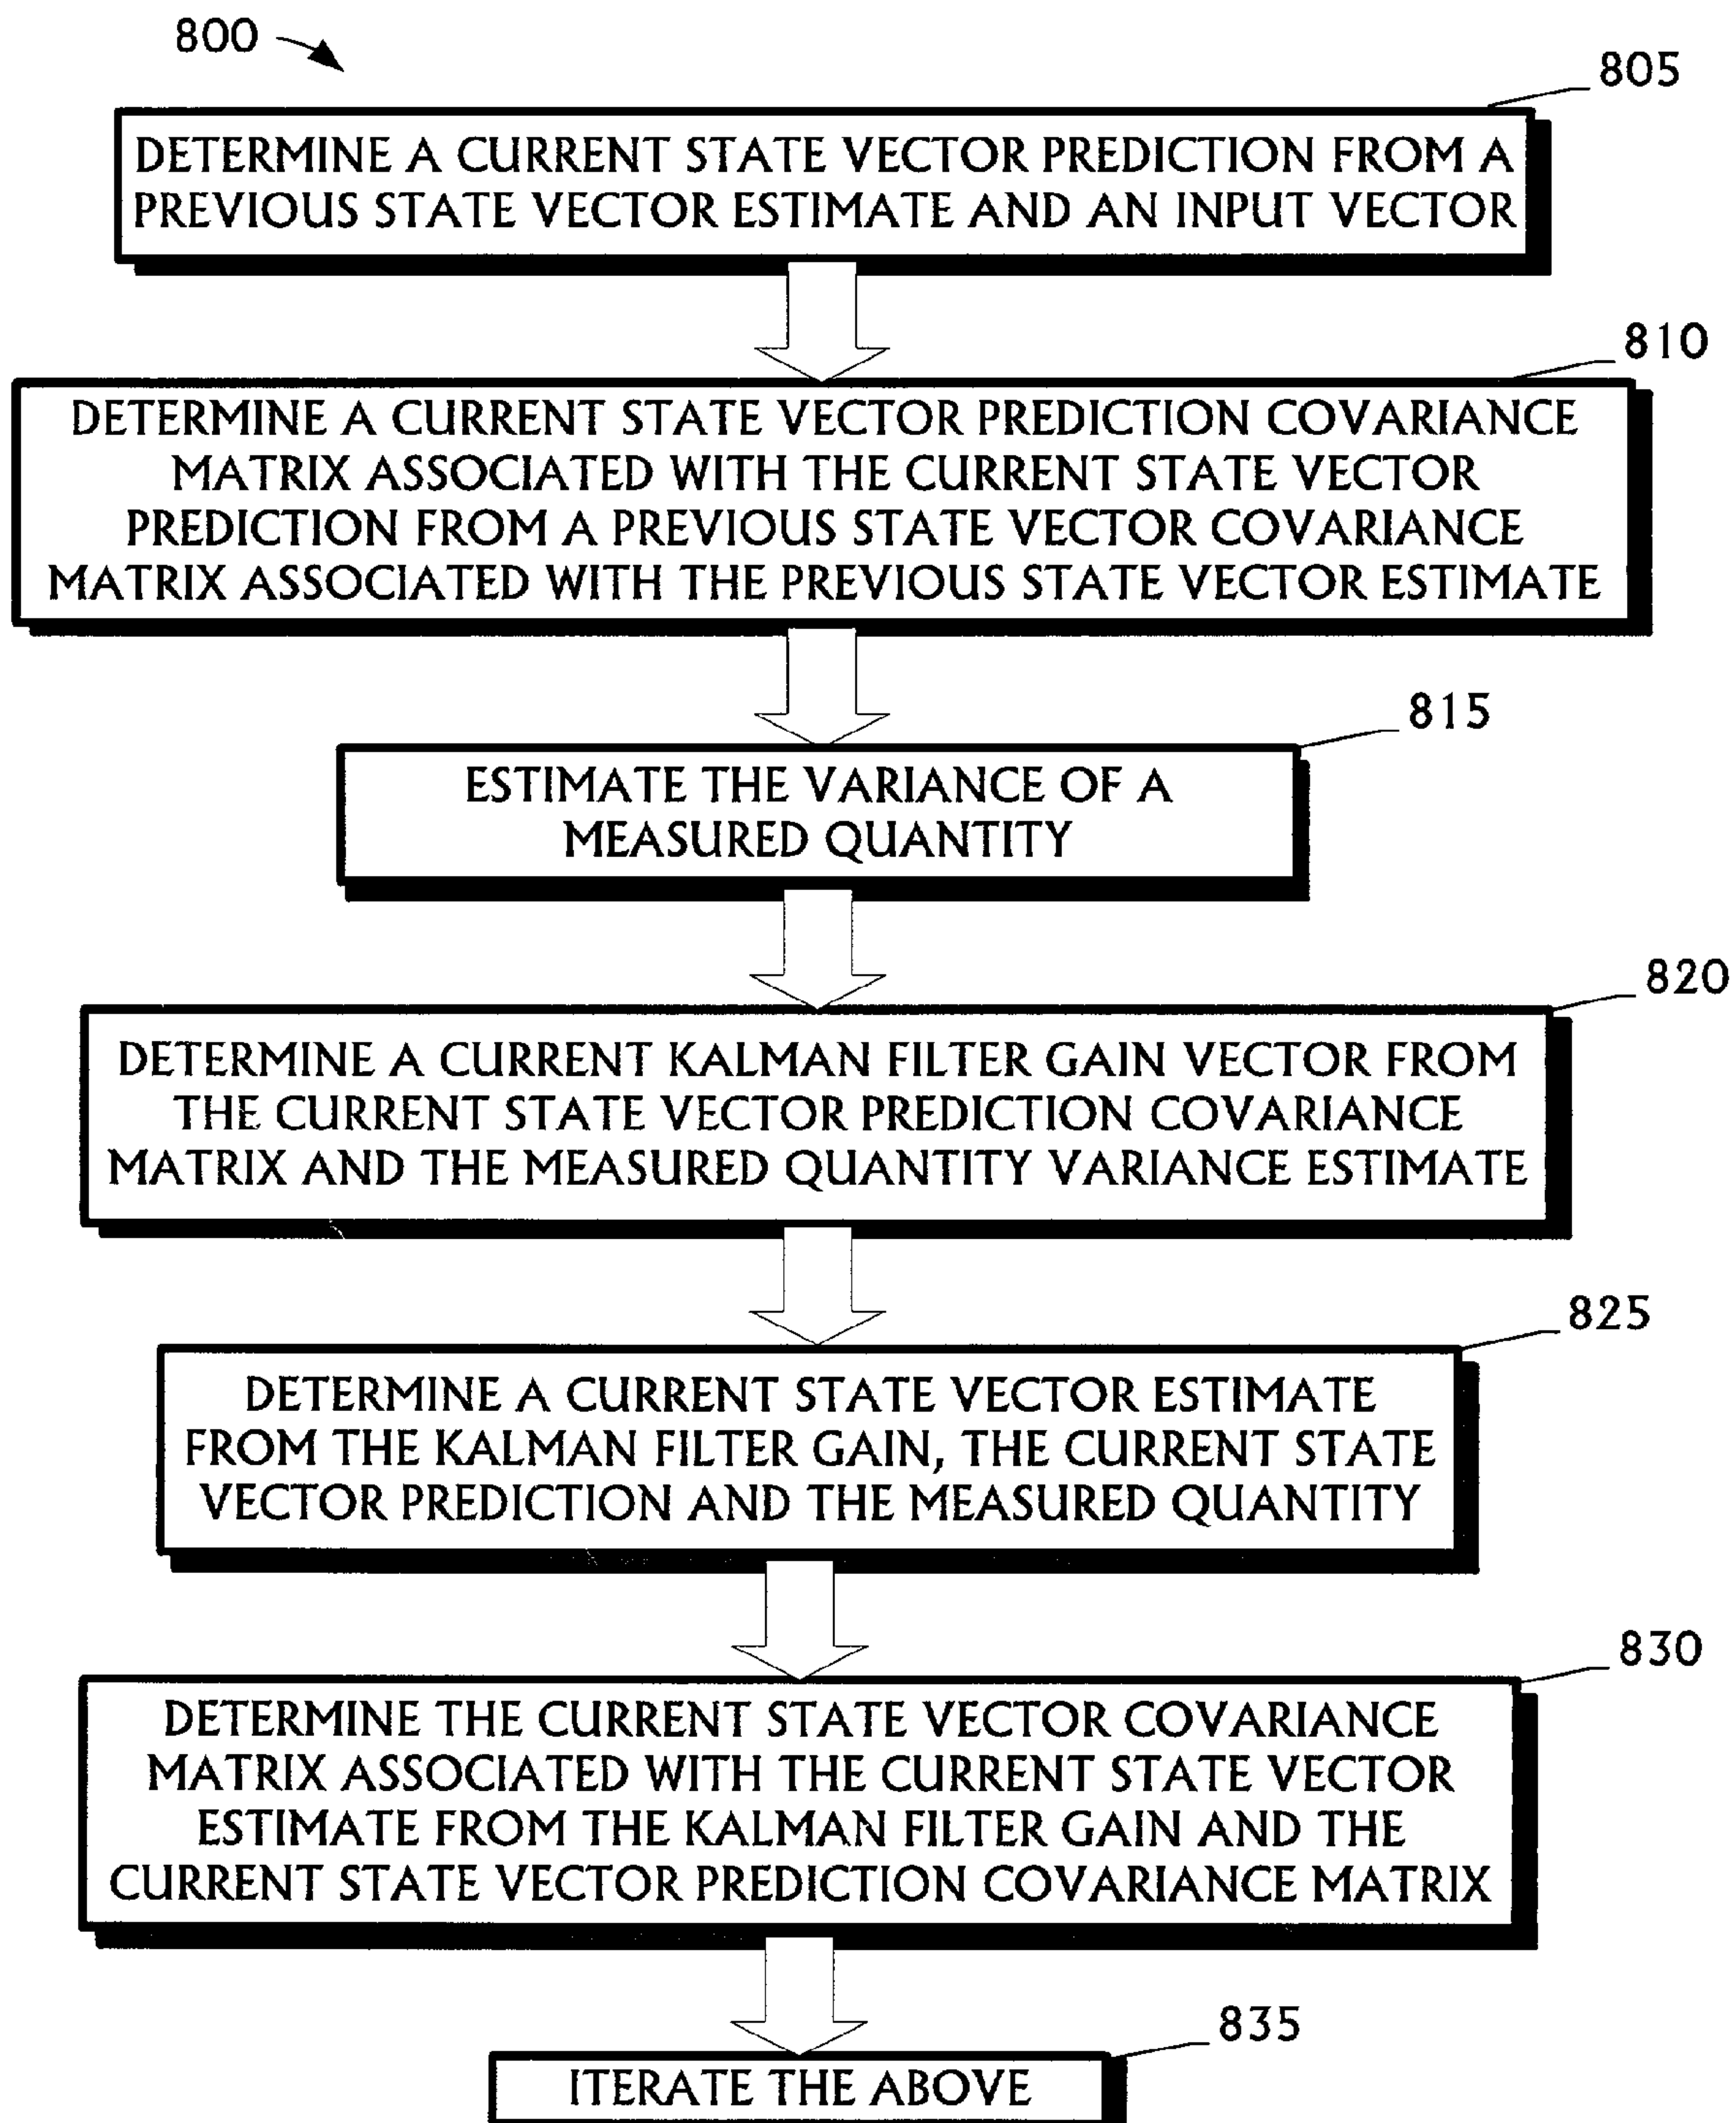 800
805
DETERMINE A CURRENT STATE VECTOR PREDICTION FROM A
PREVIOUS STATE VECTOR ESTIMATE AND AN INPUT VECTOR
810
DETERMINE A CURRENT STATE VECTOR PREDICTION COVARIANCE
MATRIX ASSOCIATED WITH THE CURRENT STATE VECTOR
PREDICTION FROM A PREVIOUS STATE VECTOR COVARIANCE
MATRIX ASSOCIATED WITH THE PREVIOUS STATE VECTOR ESTIMATE
815
ESTIMATE THE VARIANCE OF A
MEASURED QUANTITY
820
DETERMINE A CURRENT KALMAN FILTER GAIN VECTOR FROM
THE CURRENT STATE VECTOR PREDICTION COVARIANCE
MATRIX AND THE MEASURED QUANTITY VARIANCE ESTIMATE
825
DETERMINE A CURRENT STATE VECTOR ESTIMATE
FROM THE KALMAN FILTER GAIN, THE CURRENT STATE
VECTOR PREDICTION AND THE MEASURED QUANTITY
830
DETERMINE THE CURRENT STATE VECTOR COVARIANCE
MATRIX ASSOCIATED WITH THE CURRENT STATE VECTOR
ESTIMATE FROM THE KALMAN FILTER GAIN AND THE
CURRENT STATE VECTOR PREDICTION COVARIANCE MATRIX
835
ITERATE THE ABOVE